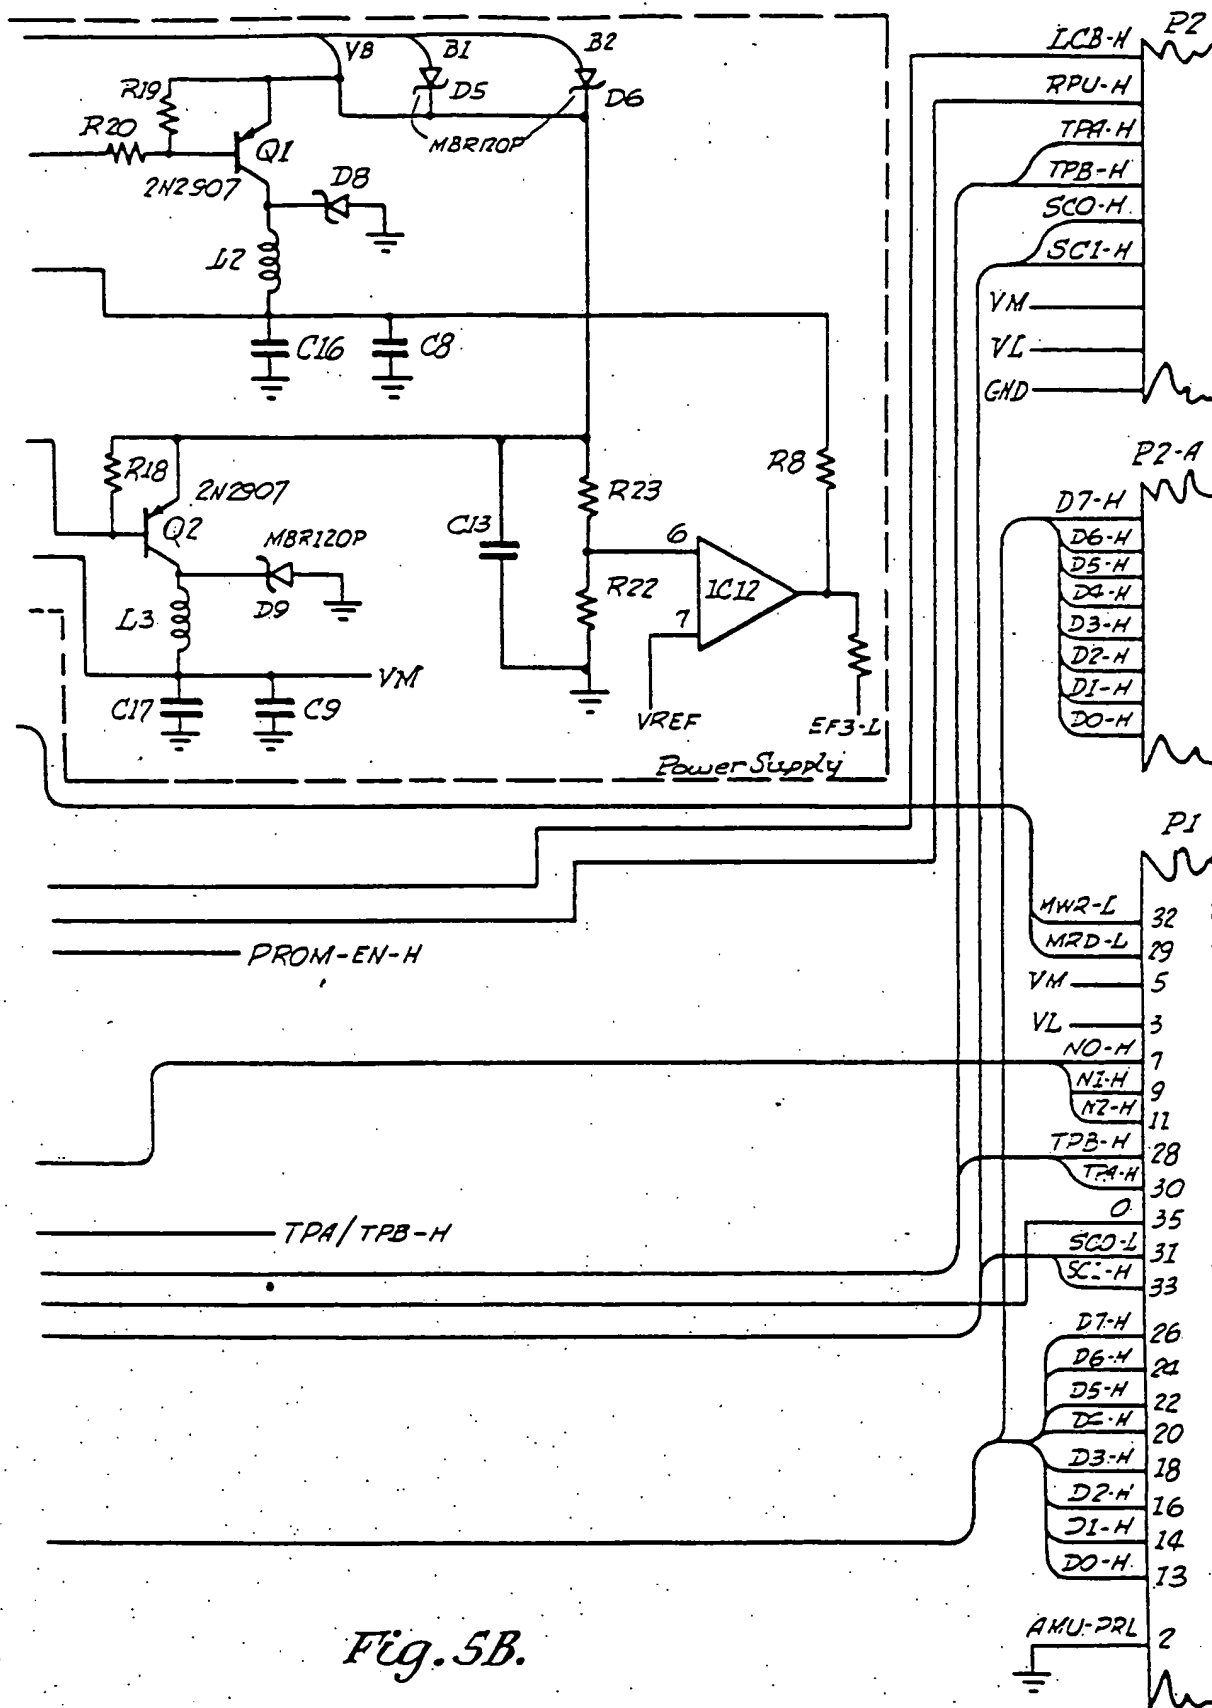 P2
LCB-H
VB B1 B2
RPU-H
R19 D5 D6
R20
TPA-H
MBR120P
Q1
2N2907 D8
TPB-H
SCO-H
L2
SC1-H
VM
C16 C8
VL
GND
P2-A
R18 2N2907
R23 R8
D7-H
Q2 MBR120P
C13
6
D6-H
D5-H
IC12
R22
D4-H
L3 D9
7
D3-H
D2-H
VM
D1-H
C17 C9
VREF EF3-L
D0-H
Power Supply
P1
MWR-L 32
PROM-EN-H
MRD-L 29
VM 5
VL 3
N0-H 7
N1-H 9
N2-H 11
TPB-H 28
TPA-H 30
TPA/TPB-H
O 35
SCO-L 31
SC1-H 33
D7-H 26
D6-H 24
D5-H 22
20
D3-H 18
D2-H 16
D1-H 14
D0-H 13
AMU-PRL 2
Fig. 5B.